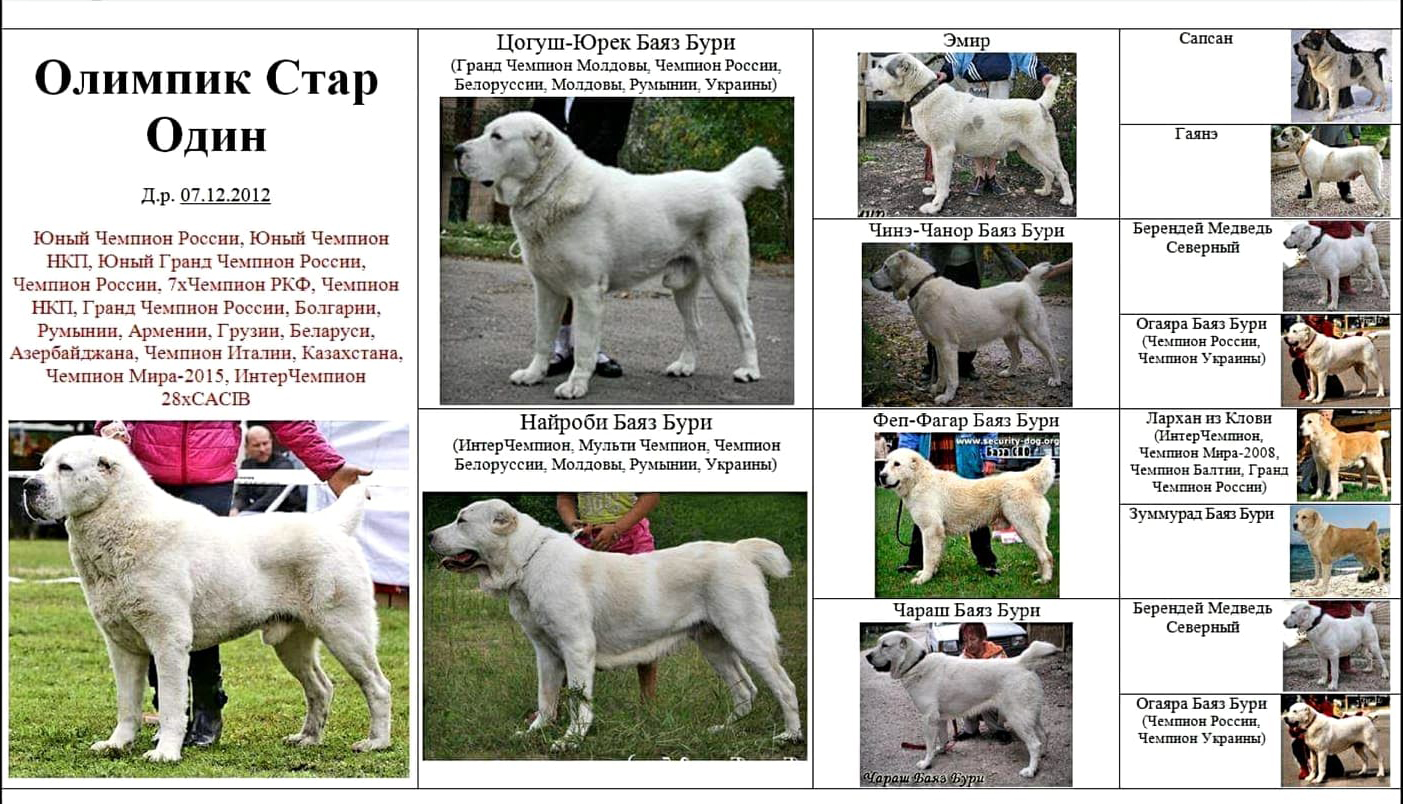 Олимпик Стар
Один
Д.р. 07.12.2012
Юный Чемпион России, Юный Чемпион
НКП, Юный Гранд Чемпион России,
Чемпион России, 7хЧемпион РКФ, Чемпион
НКП, Гранд Чемпион России, Болгарии,
Румынии, Армении, Грузии, Беларуси,
Азербайджана, Чемпион Италии, Казахстана,
Чемпион Мира-2015, ИнтерЧемпион
28xCACIB
Цогуш-Юрек Баяз Бури
(Гранд Чемпион Молдовы, Чемпион России,
Белоруссии, Молдовы, Румынии, Украины)
Найроби Баяз Бури
(ИнтерЧемпион, Мульти Чемпион, Чемпион
Белоруссии, Молдовы, Румынии, Украины)
Эмир
Чинэ-Чанор Баяз Бури
Феп-Фагар Баяз Бури
www.security-dog.org
База САО
Чараш Баяз Бури
Чараш Баяз Бури
Сапсан
Гаянэ
Берендей Медведь
Северный
Огаяра Баяз Бури
(Чемпион России,
Чемпион Украины)
Лархан из Клови
(ИнтерЧемпион,
Чемпион Мира-2008,
Чемпион Балтии, Гранд
Чемпион России)
Зуммурад Баяз Бури
Берендей Медведь
Северный
Огаяра Баяз Бури
(Чемпион России,
Чемпион Украины)